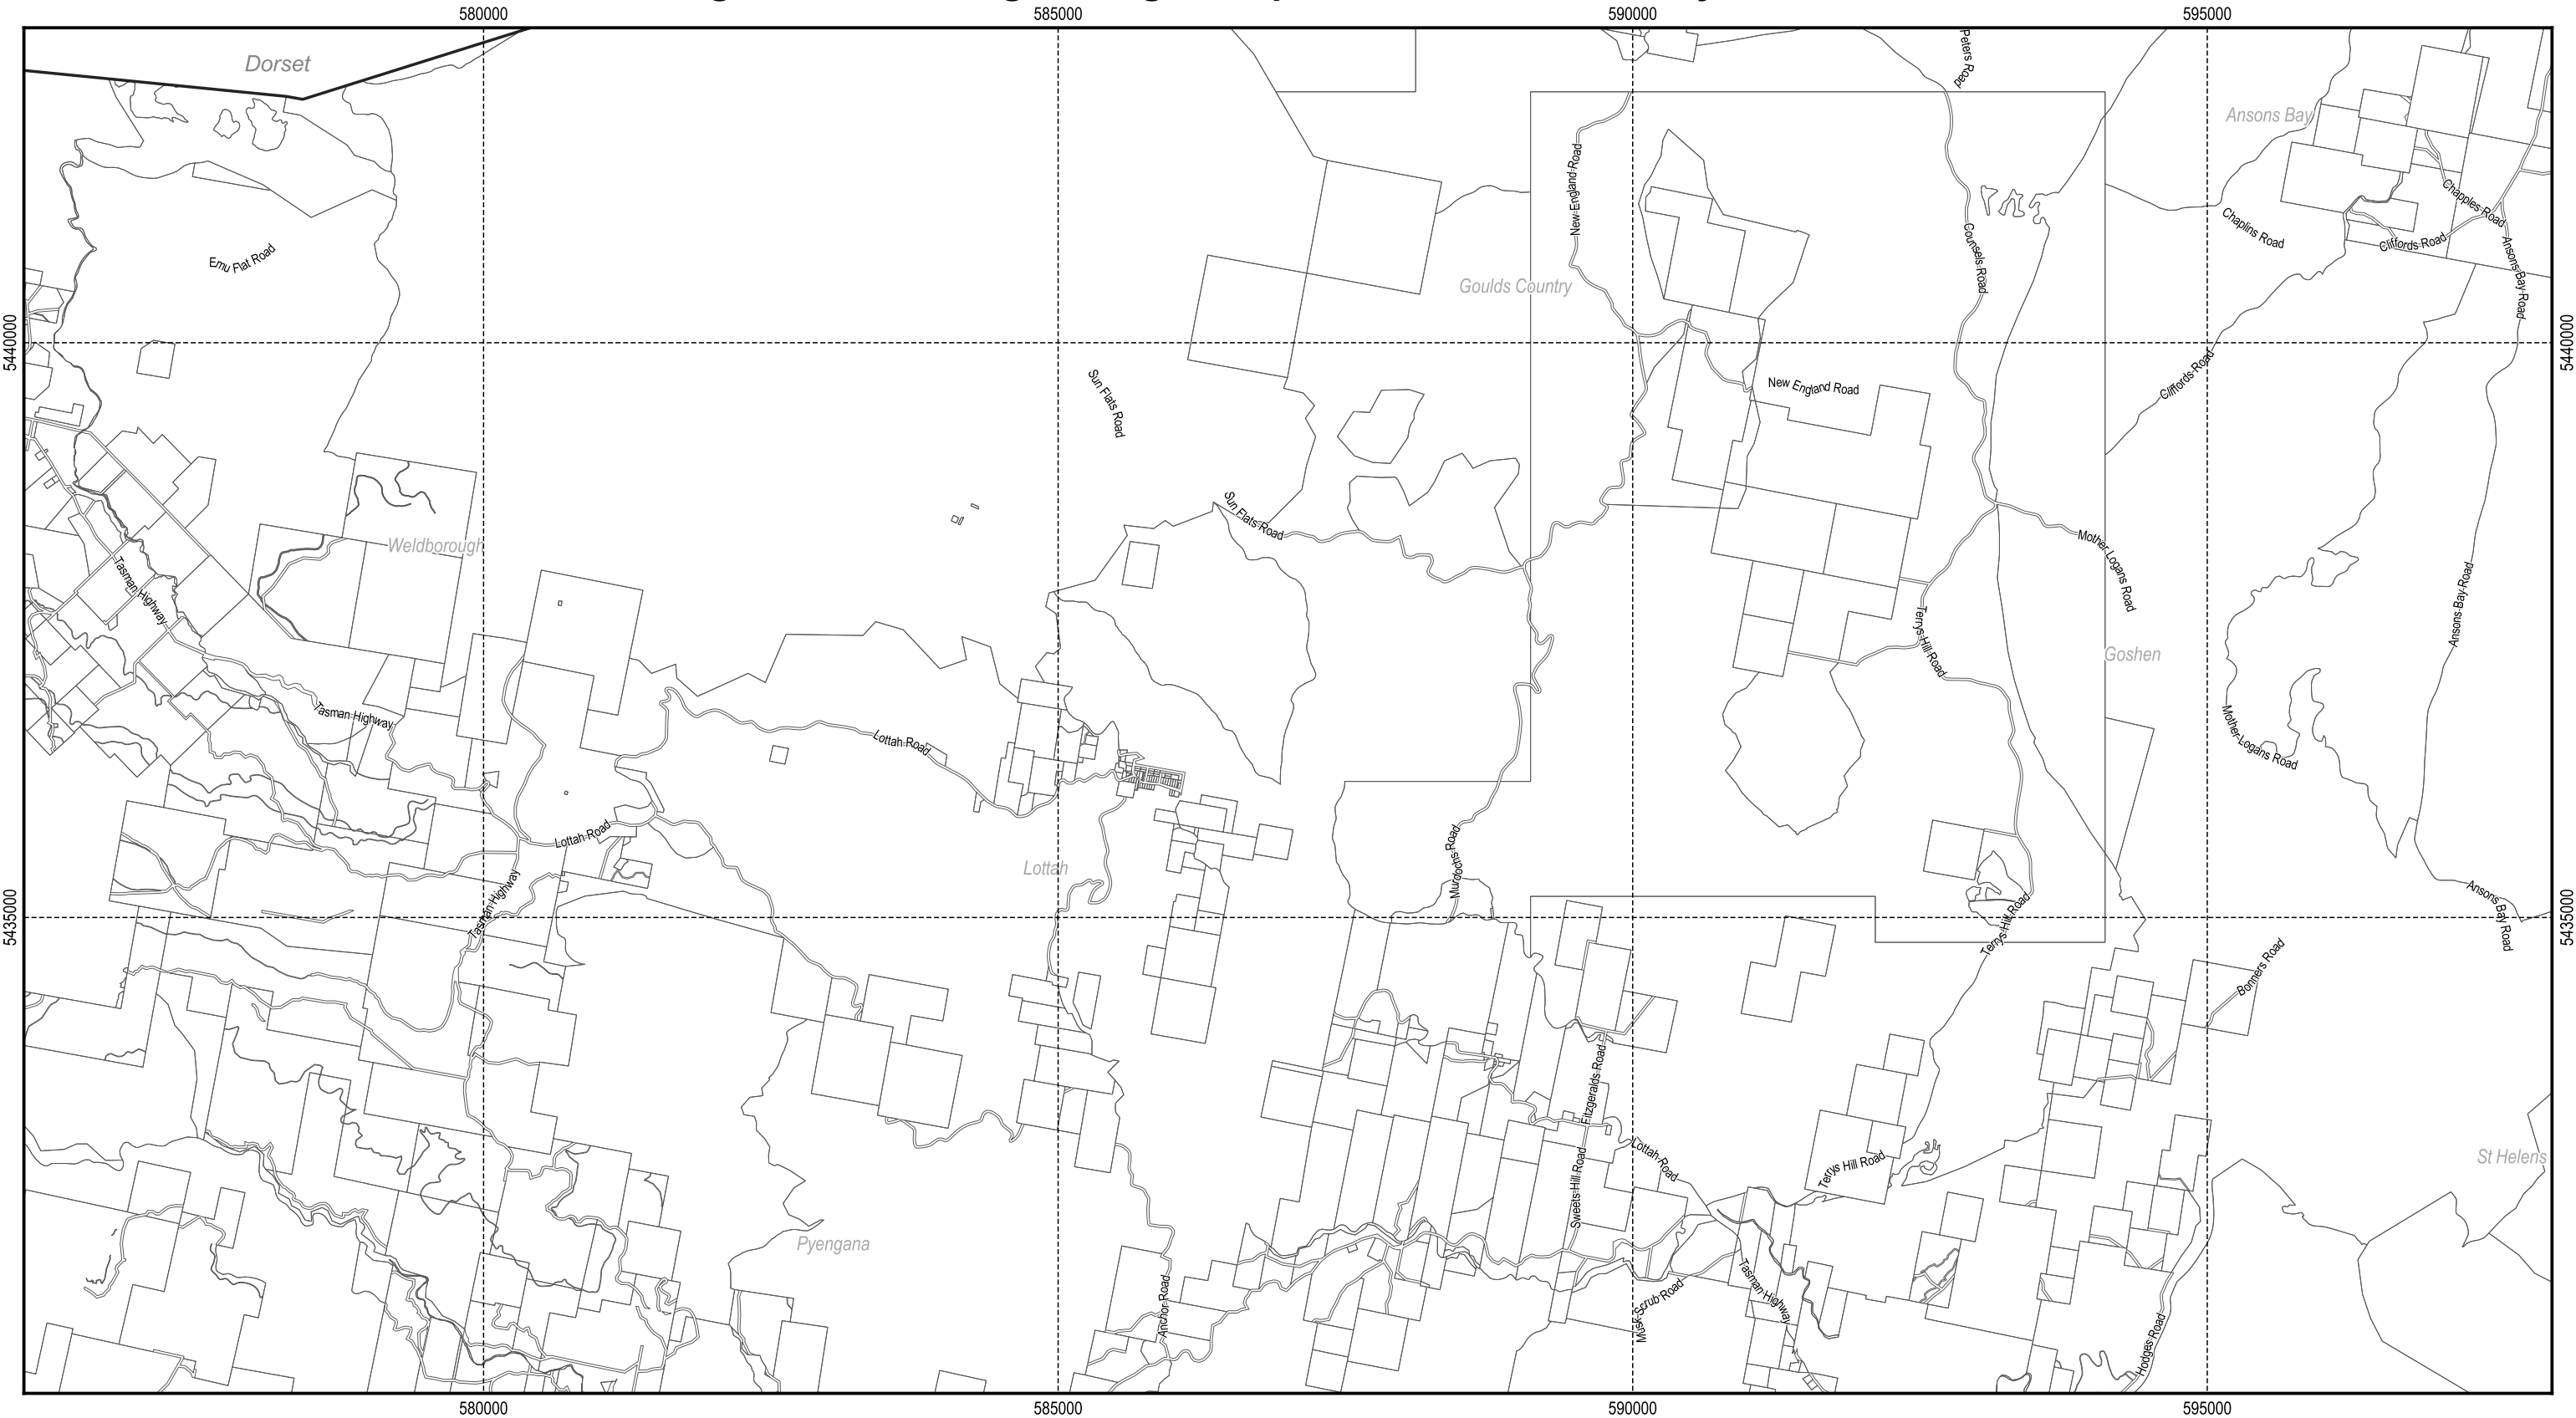 580000
585000
590000
595000
Dorset
Peters Road
Ansons Bay
New England Road
Chapples Road
Chaplins Road
Cliffords Road
Emu Flat Road
Counsels Road
Ansons Bay Road
Goulds Country
5440000
5440000
Sun Flats Road
New England Road
Cliffords Road
Sun Flats Road
Weldborough
Mother Logans Road
Tasman Highway
Ansons Bay Road
Terrys Hill Road
Goshen
Tasman Highway
Lottah Road
Mother Logans Road
Lottah Road
Murdochs Road
Lottah
Tasman Highway
Ansons Bay Road
5435000
5435000
Terrys Hill Road
Bonners Road
Fitzgeralds Road
Lottah Road
Terrys Hill Road
St Helens
Sweets Hill Road
Pyengana
Anchor Road
Musky Scrub Road
Tasman Highway
Hodges Road
580000
585000
590000
595000